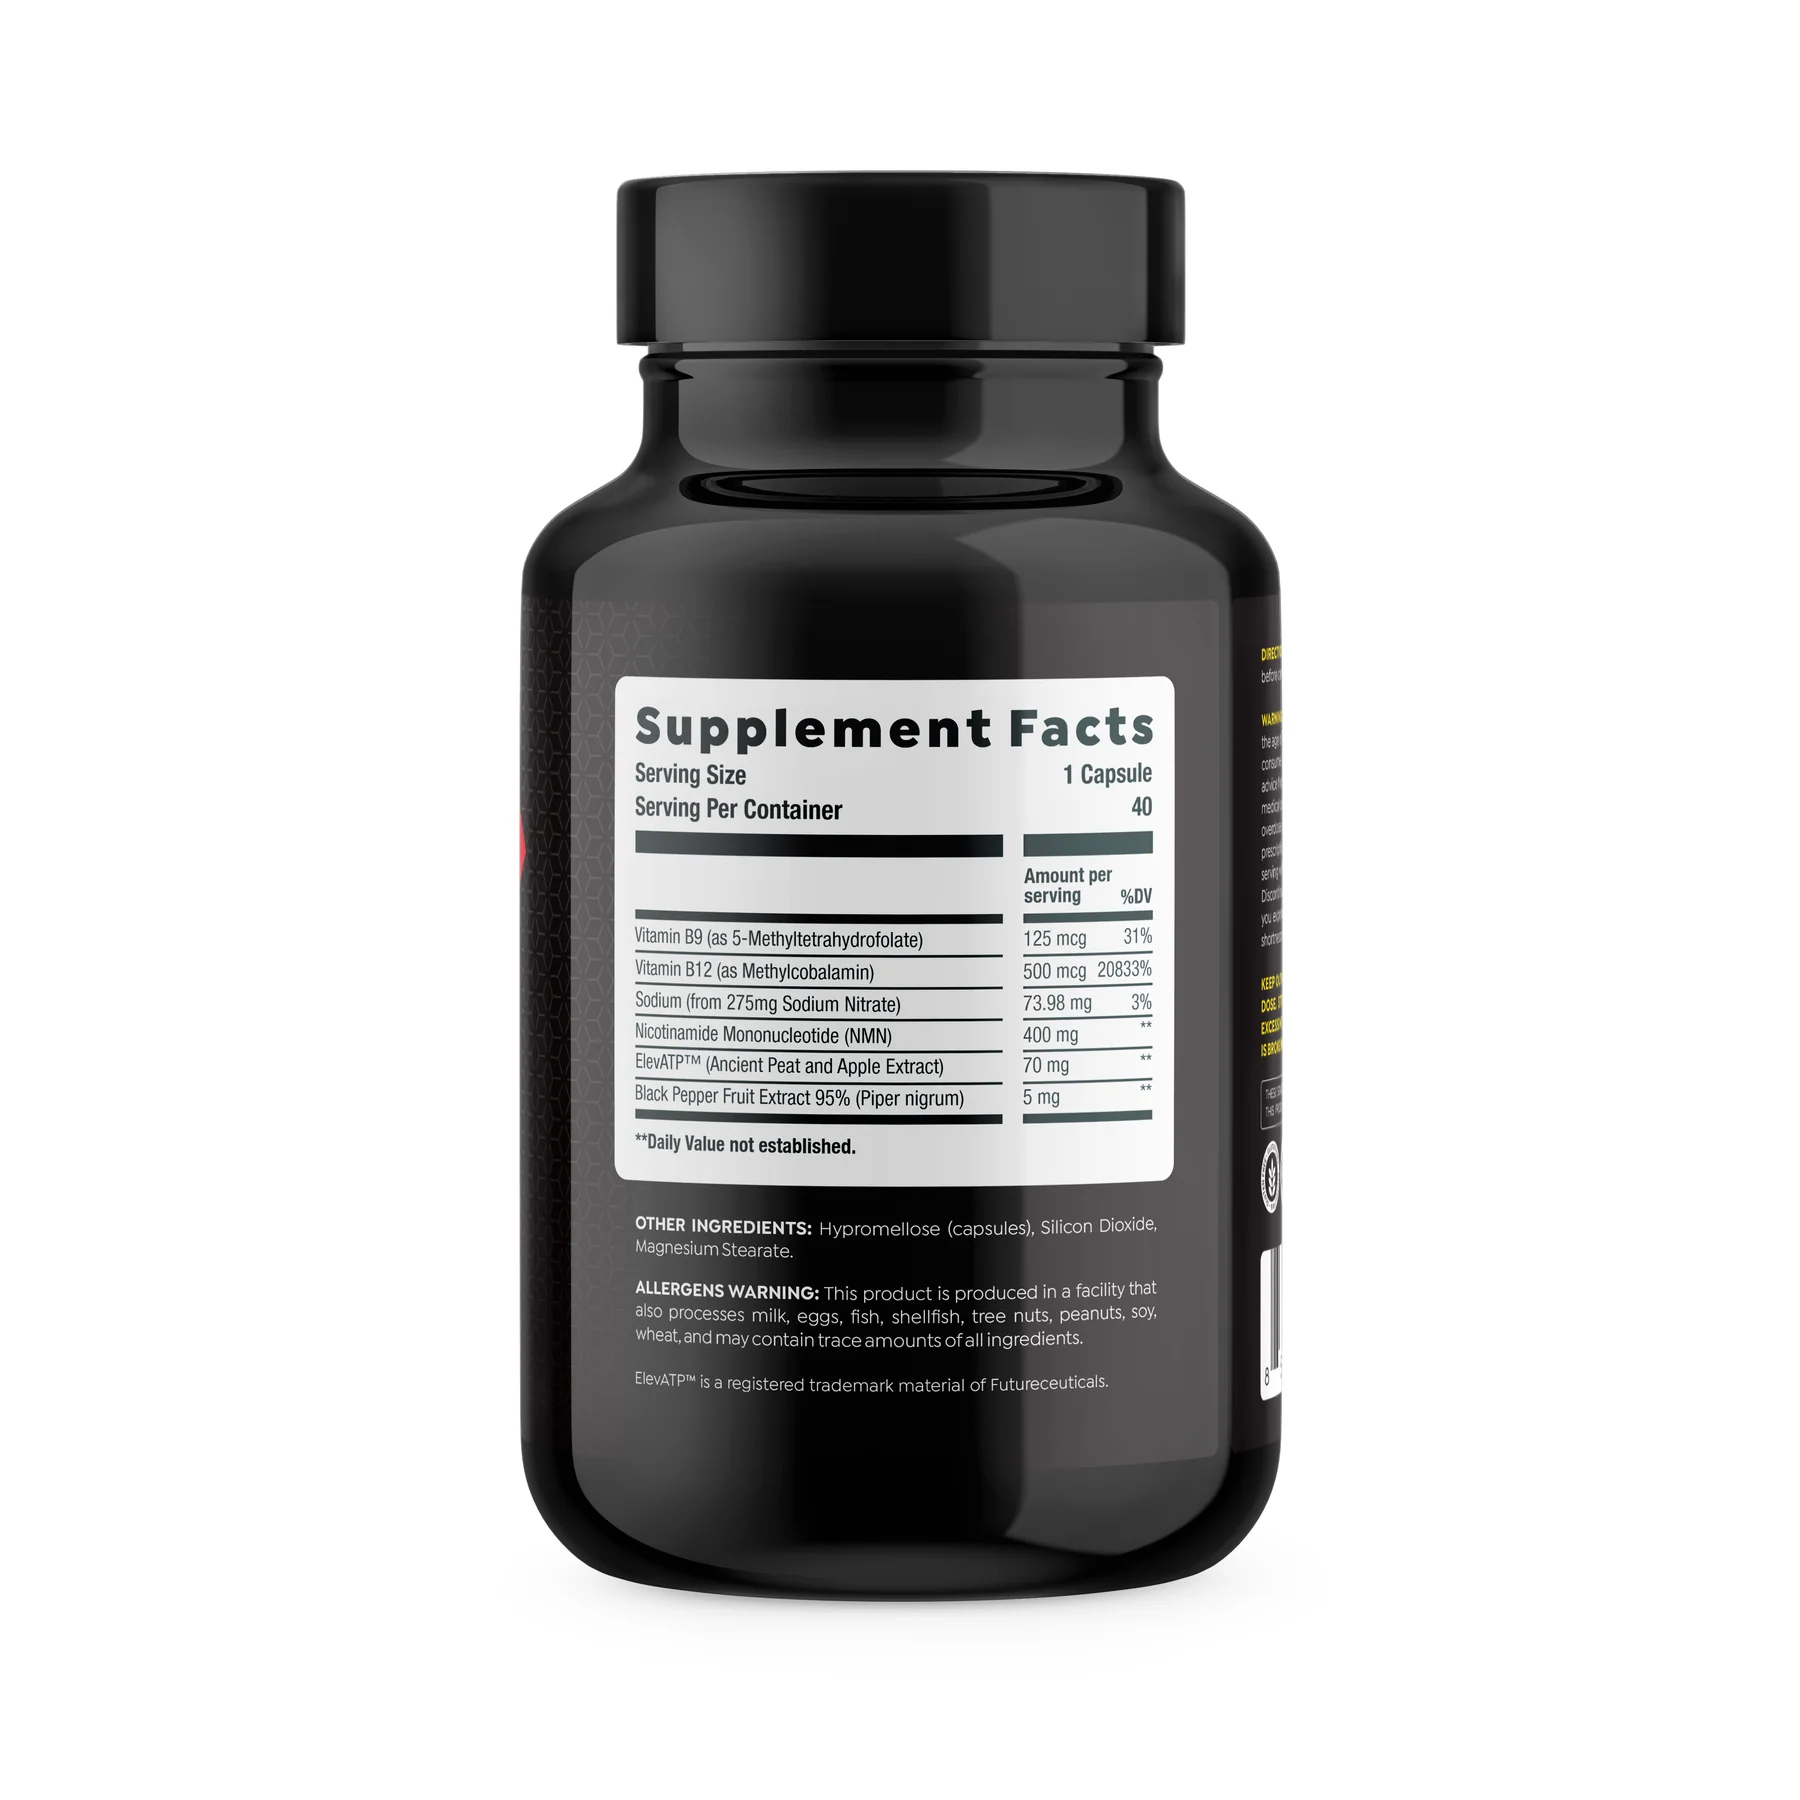 Supplement Facts
Serving Size 1 Capsule
Serving Per Container 40
Amount per
serving %DV
Vitamin B9 (as 5-Methyltetrahydrofolate) 125 mcg 31%
Vitamin B12 (as Methylcobalamin) 500 mcg 20833%
Sodium (from 275mg Sodium Nitrate) 73.98 mg 3%
Nicotinamide Mononucleotide (NMN) 400 mg **
ElevATP™ (Ancient Peat and Apple Extract) 70 mg **
Black Pepper Fruit Extract 95% (Piper nigrum) 5 mg **
**Daily Value not established.
OTHER INGREDIENTS: Hypromellose (capsules), Silicon Dioxide,
Magnesium Stearate.
ALLERGENS WARNING: This product is produced in a facility that
also processes milk, eggs, fish, shellfish, tree nuts, peanuts, soy,
wheat, and may contain trace amounts of all ingredients.
ElevATP™ is a registered trademark material of Futureceuticals.
before
the age
you
8